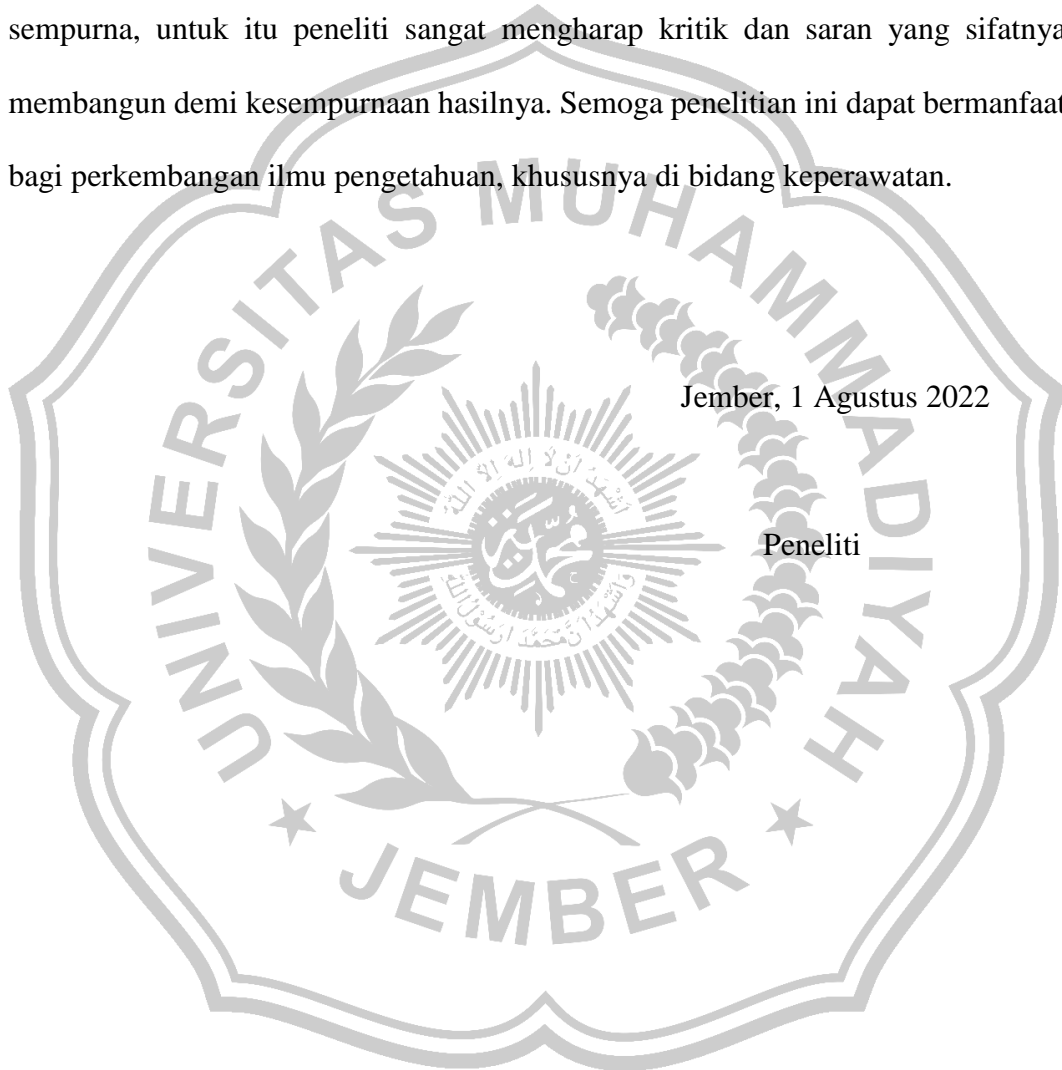 sempurna, untuk itu peneliti sangat mengharap kritik dan saran yang sifatnya
membangun demi kesempurnaan hasilnya. Semoga penelitian ini dapat bermanfaat
bagi perkembangan ilmu pengetahuan, khususnya di bidang keperawatan.
UNIVERSITAS MUHAMMADIYAH
Jember, 1 Agustus 2022
Peneliti
JEMBER